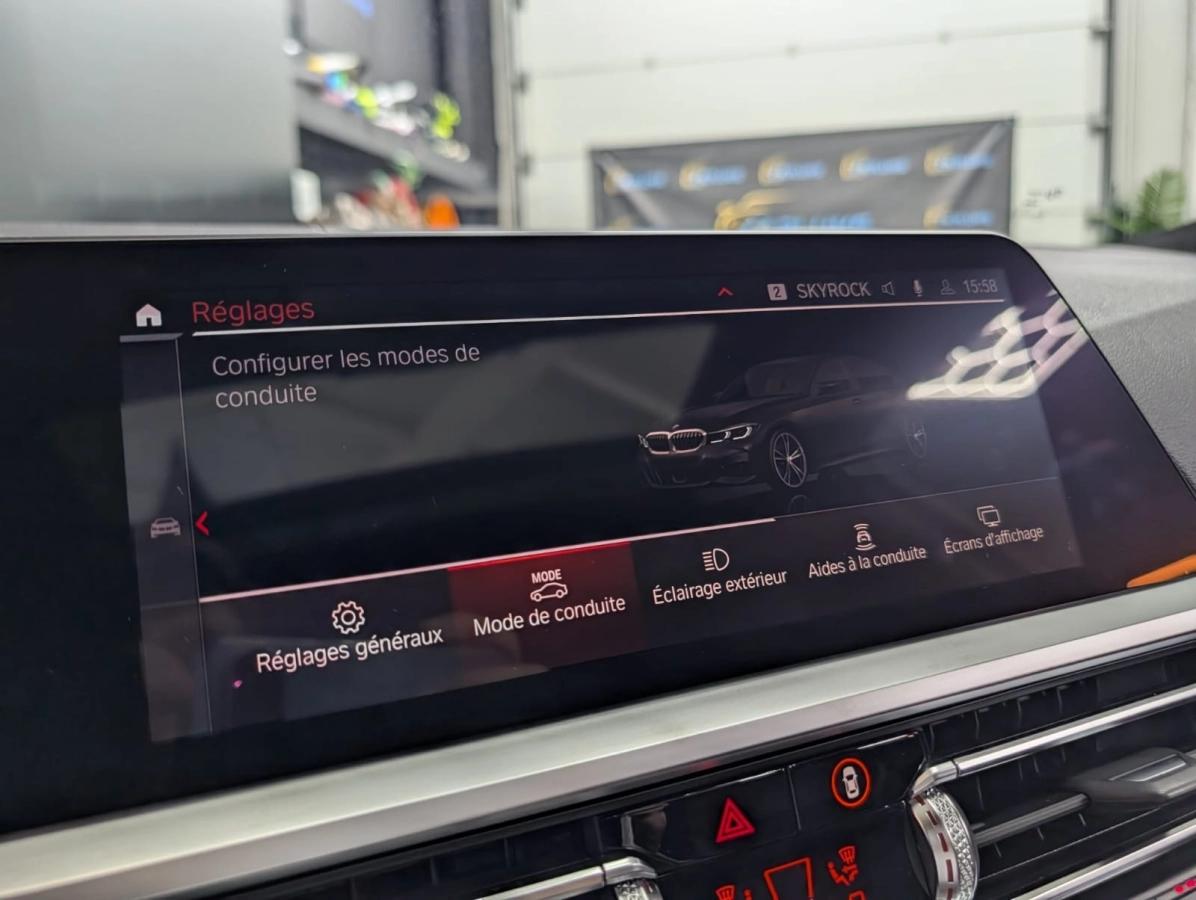 Réglages
2 SKYROCK 15:58
Configurer les modes de
conduite
Réglages généraux
MODE
Mode de conduite
Éclairage extérieur
Aides à la conduite
Écrans d'affichage